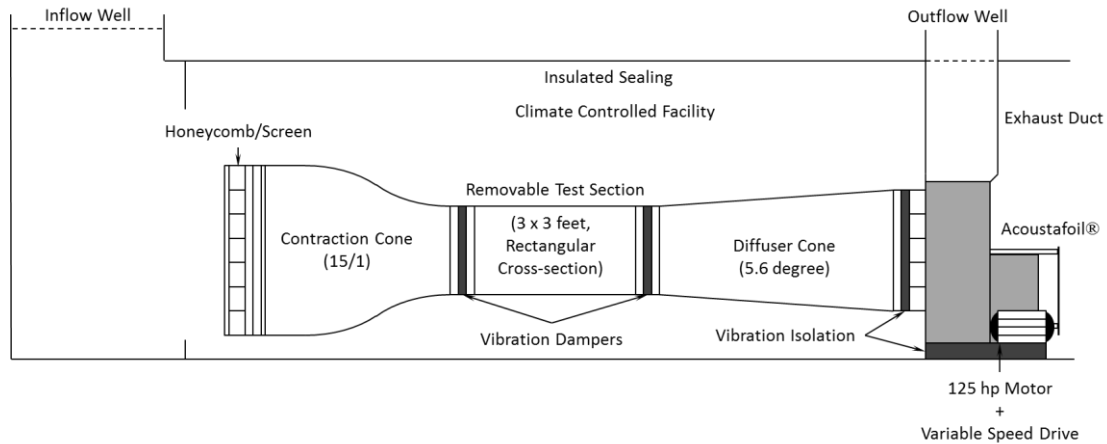 Inflow Well
Outflow Well
Insulated Sealing
Climate Controlled Facility
Exhaust Duct
Honeycomb/Screen
Removable Test Section
(3 x 3 feet,
Rectangular
Cross-section)
Contraction Cone
(15/1)
Diffuser Cone
(5.6 degree)
Acoustafoil®
Vibration Dampers
Vibration Isolation
125 hp Motor
+
Variable Speed Drive